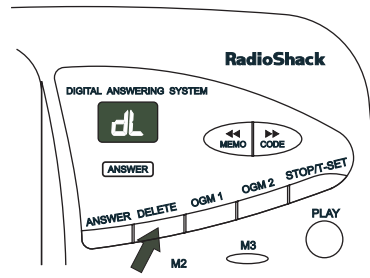 RadioShack
DIGITAL ANSWERING SYSTEM
dL
MEMO CODE
ANSWER
ANSWER DELETE OGM 1 OGM 2 STOP/T-SET
PLAY
M2 M3